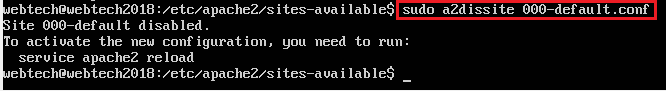 webtech@webtech2018:/etc/apache2/sites-available$ sudo a2dissite 000-default.conf
Site 000-default disabled.
To activate the new configuration, you need to run:
  service apache2 reload
webtech@webtech2018:/etc/apache2/sites-available$ _